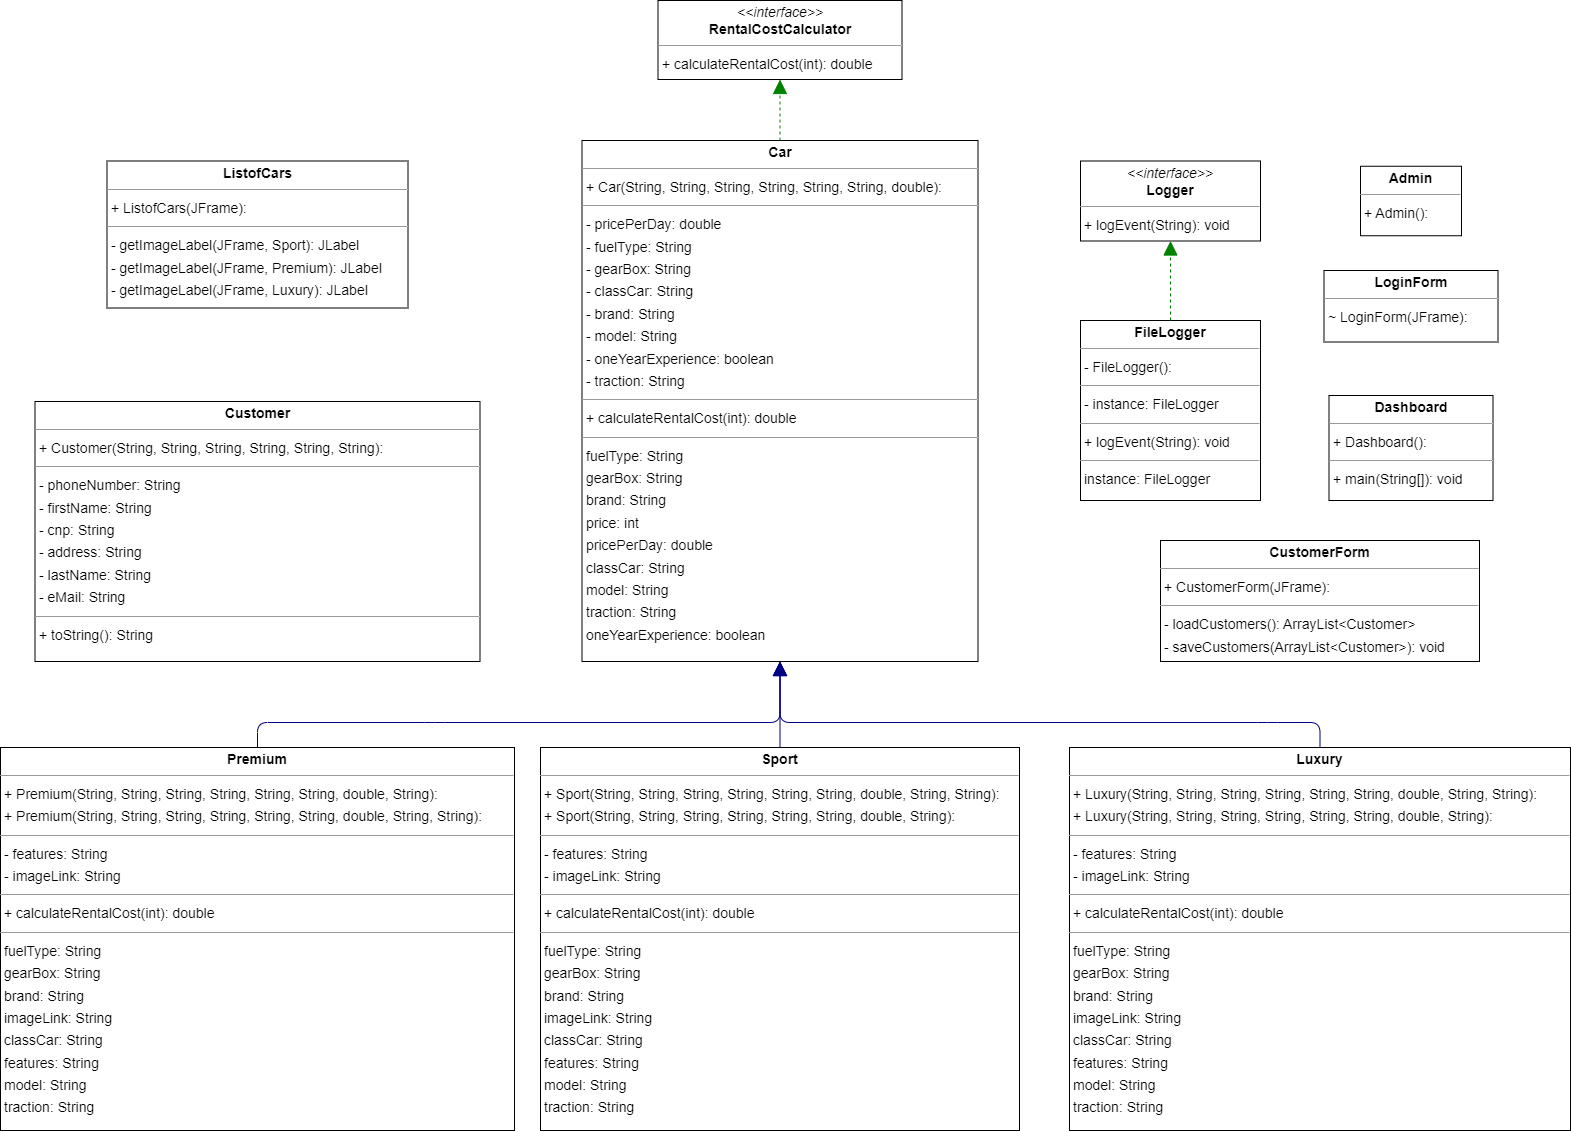 <<interface>>
RentalCostCalculator
+ calculateRentalCost(int): double
ListofCars
+ ListofCars(JFrame):
- getImageLabel(JFrame, Sport): JLabel
- getImageLabel(JFrame, Premium): JLabel
- getImageLabel(JFrame, Luxury): JLabel
Car
+ Car(String, String, String, String, String, String, double):
- pricePerDay: double
- fuelType: String
- gearBox: String
- classCar: String
- brand: String
- model: String
- oneYearExperience: boolean
- traction: String
+ calculateRentalCost(int): double
fuelType: String
gearBox: String
brand: String
price: int
pricePerDay: double
classCar: String
model: String
traction: String
oneYearExperience: boolean
<<interface>>
Logger
+ logEvent(String): void
Admin
+ Admin():
LoginForm
~ LoginForm(JFrame):
FileLogger
- FileLogger():
- instance: FileLogger
+ logEvent(String): void
instance: FileLogger
Dashboard
+ Dashboard():
+ main(String[]): void
Customer
+ Customer(String, String, String, String, String, String):
- phoneNumber: String
- firstName: String
- cnp: String
- address: String
- lastName: String
- eMail: String
+ toString(): String
CustomerForm
+ CustomerForm(JFrame):
- loadCustomers(): ArrayList<Customer>
- saveCustomers(ArrayList<Customer>): void
Premium
+ Premium(String, String, String, String, String, String, double, String):
+ Premium(String, String, String, String, String, String, double, String, String):
- features: String
- imageLink: String
+ calculateRentalCost(int): double
fuelType: String
gearBox: String
brand: String
imageLink: String
classCar: String
features: String
model: String
traction: String
Sport
+ Sport(String, String, String, String, String, String, double, String, String):
+ Sport(String, String, String, String, String, String, double, String):
- features: String
- imageLink: String
+ calculateRentalCost(int): double
fuelType: String
gearBox: String
brand: String
imageLink: String
classCar: String
features: String
model: String
traction: String
Luxury
+ Luxury(String, String, String, String, String, String, double, String, String):
+ Luxury(String, String, String, String, String, String, double, String):
- features: String
- imageLink: String
+ calculateRentalCost(int): double
fuelType: String
gearBox: String
brand: String
imageLink: String
classCar: String
features: String
model: String
traction: String